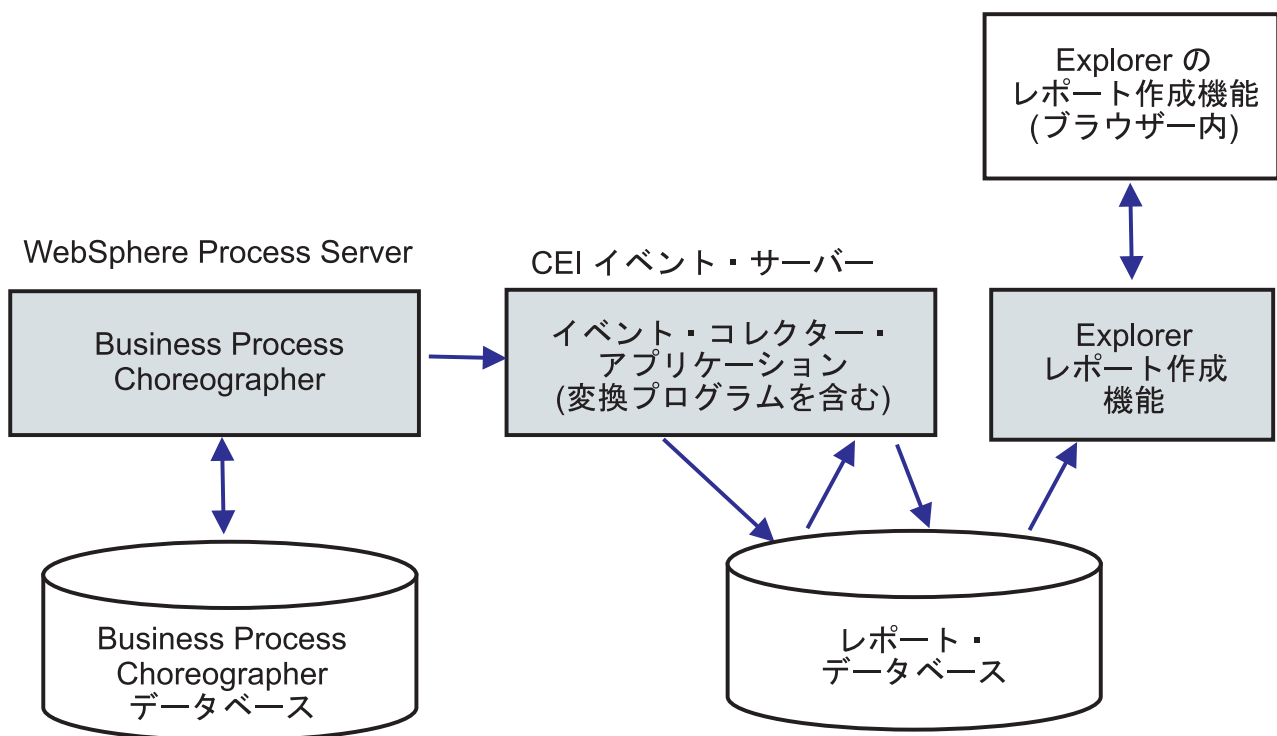 Explorer の
レポート作成機能
(ブラウザー内)
WebSphere Process Server
CEI イベント・サーバー
Business Process
Choreographer
イベント・コレクター・
アプリケーション
(変換プログラムを含む)
Explorer
レポート作成
機能
Business Process
Choreographer
データベース
レポート・
データベース